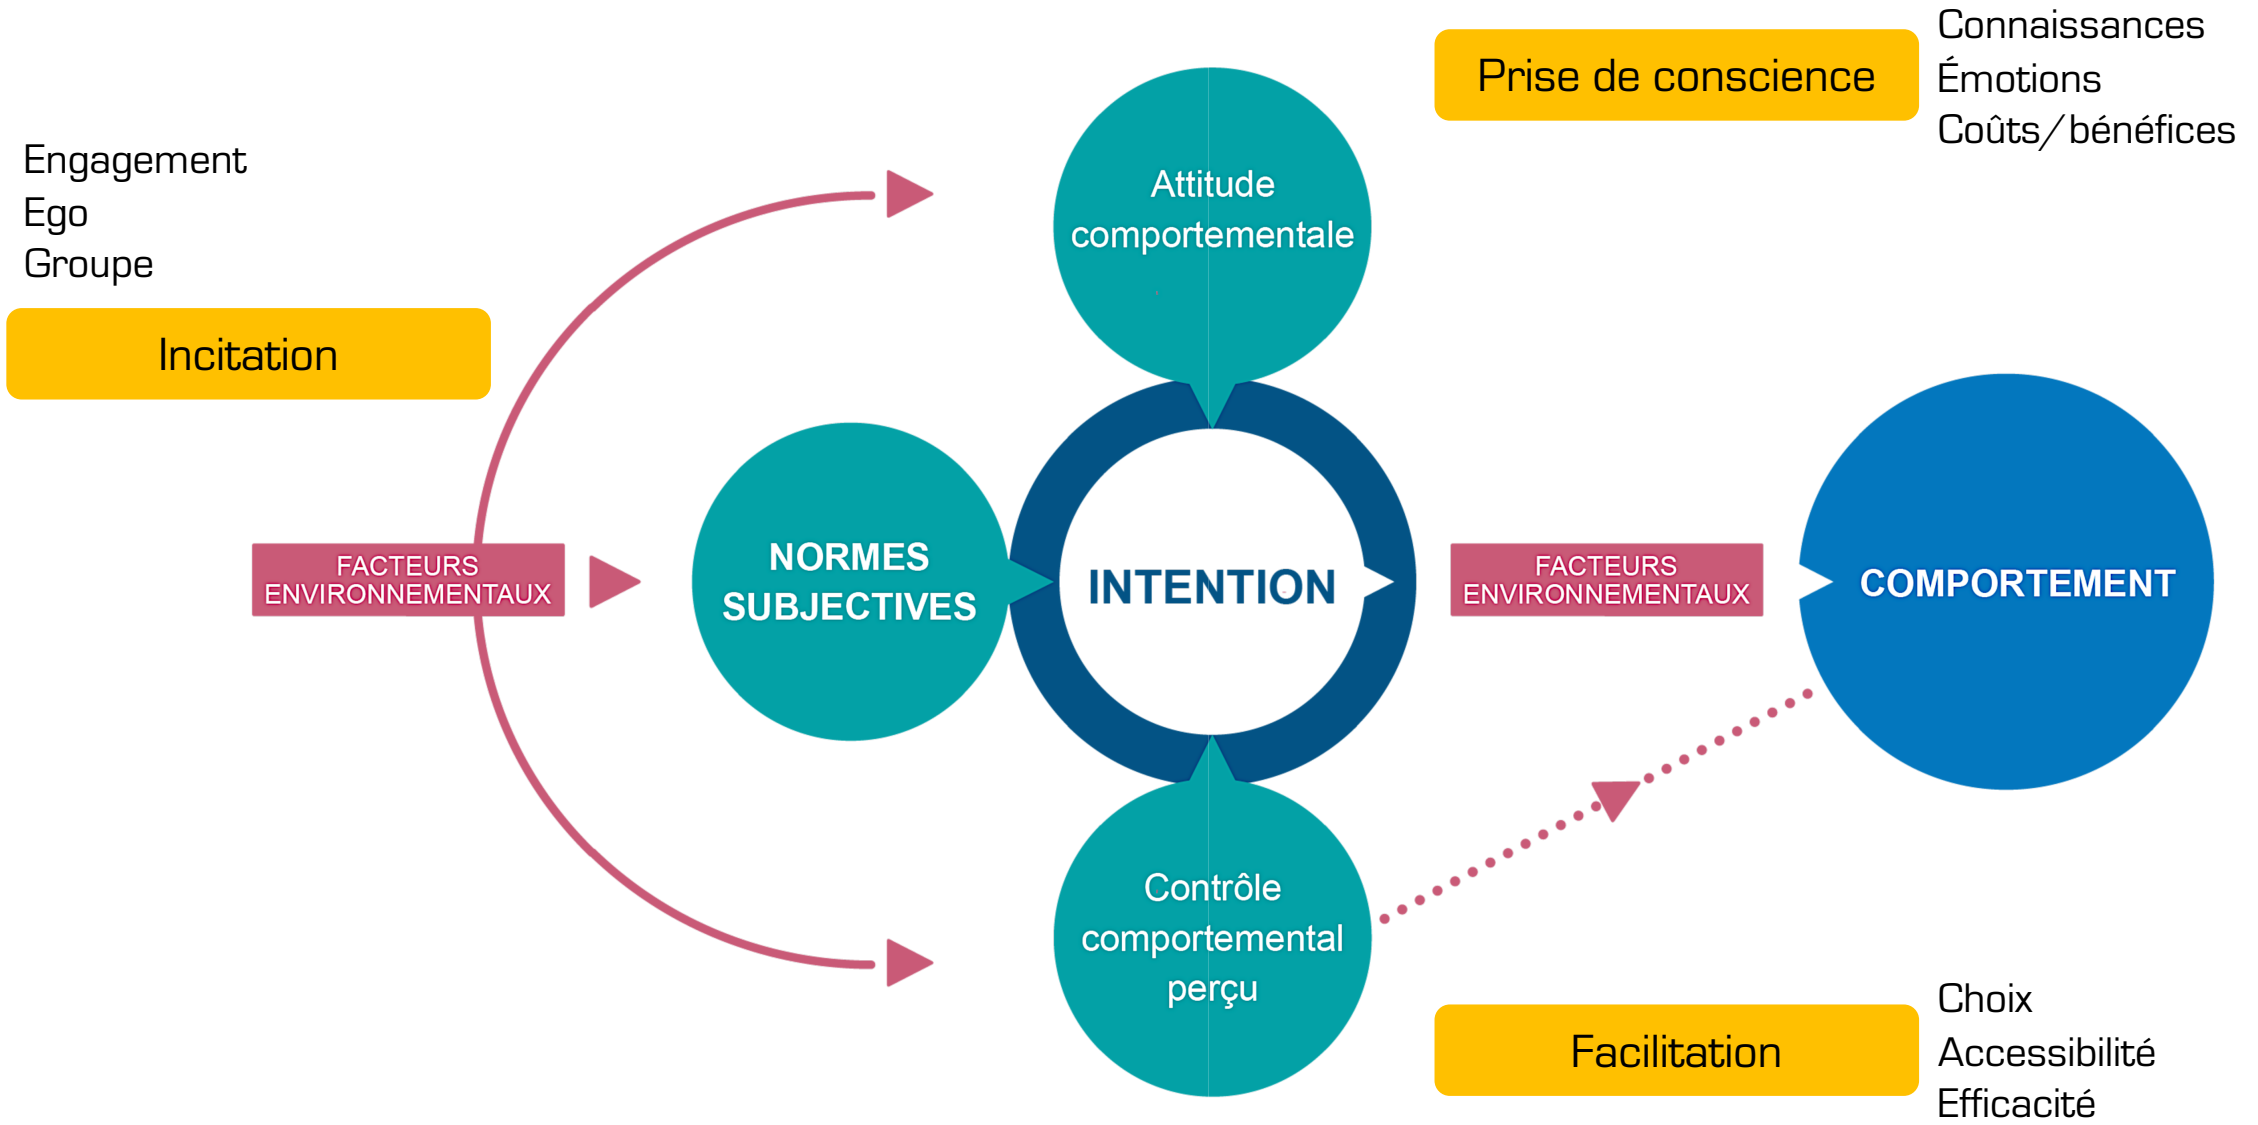 Connaissances
Prise de conscience
Émotions
Coûts/bénéfices
Engagement
Ego
Groupe
Incitation
Attitude
comportementale
NORMES
SUBJECTIVES
INTENTION
FACTEURS
ENVIRONNEMENTAUX
FACTEURS
ENVIRONNEMENTAUX
COMPORTEMENT
Contrôle
comportemental
perçu
Facilitation
Choix
Accessibilité
Efficacité